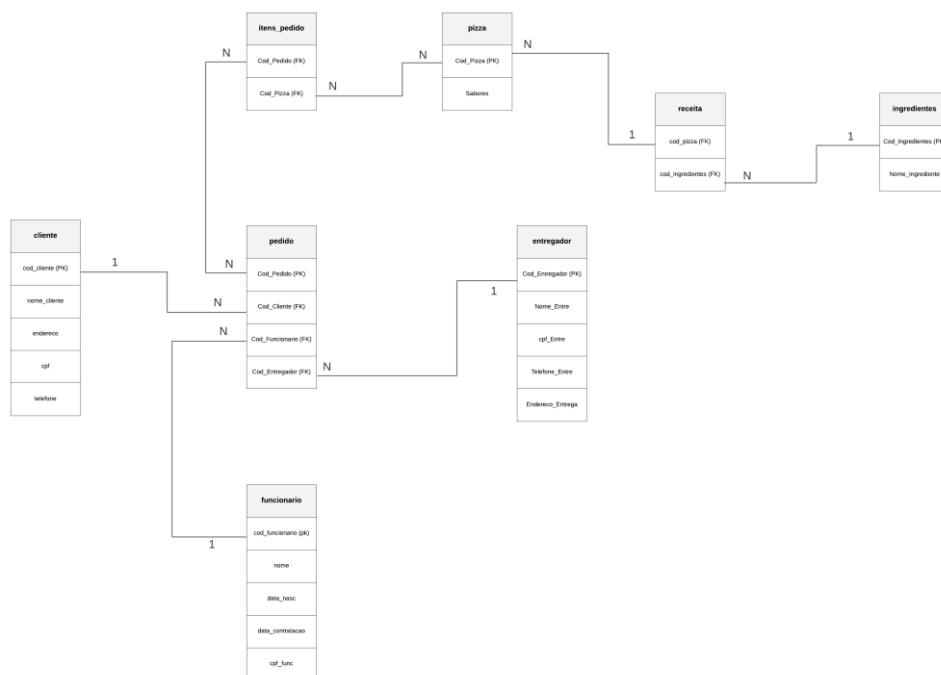 itens_pedido
Cod_Pedido (FK)
Cod_Pizza (FK)
N
N
N
pizza
Cod_Pizza (PK)
Sabores
N
1
receita
cod_pizza (FK)
cod_ingredientes (FK)
N
1
ingredientes
Cod_Ingredientes (PK
Nome_Ingrediente
cliente
cod_cliente (PK)
nome_cliente
endereco
cpf
telefone
1
N
N
N
pedido
Cod_Pedido (PK)
Cod_Cliente (FK)
Cod_Funcionario (FK)
Cod_Entregador (FK)
N
1
entregador
Cod_Entregador (PK)
Nome_Entre
cpf_Entre
Telefone_Entre
Endereco_Entrega
funcionario
cod_funcionario (pk)
nome
data_nasc
data_contratacao
cpf_func
1